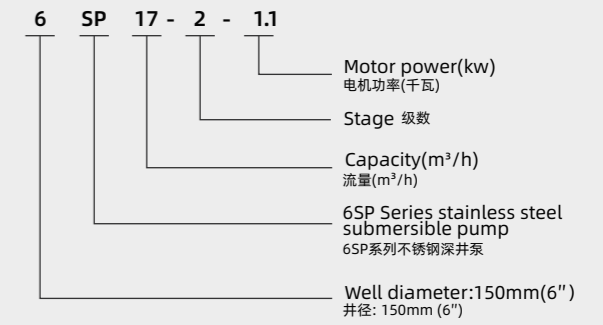 6 SP 17 - 2 - 1.1
Motor power(kw)
电机功率(千瓦)
Stage 级数
Capacity(m³/h)
流量(m³/h)
6SP Series stainless steel
submersible pump
6SP系列不锈钢深井泵
Well diameter:150mm(6")
井径: 150mm (6")